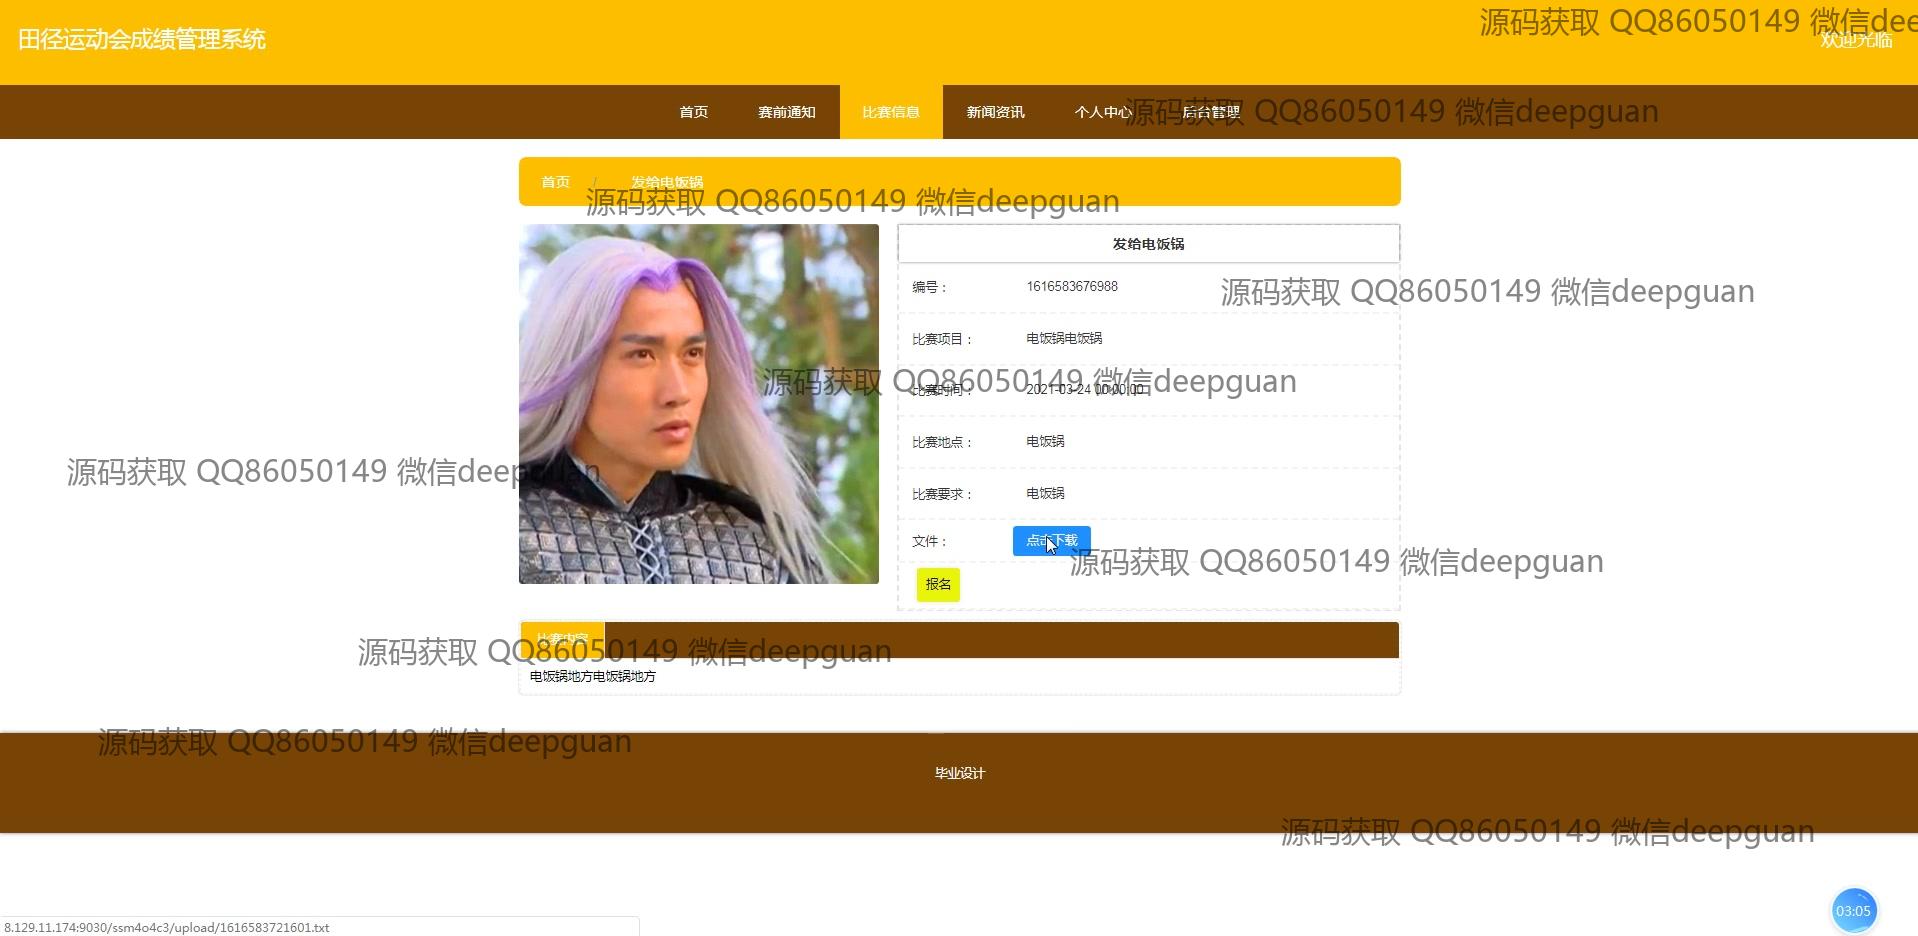 田径运动会成绩管理系统
源码获取 QQ86050149 微信dee
欢迎光临
首页 赛前通知 比赛信息 新闻资讯 个人中心 后台管理
源码获取 QQ86050149 微信deepguan
首页 / 发给电饭锅
源码获取 QQ86050149 微信deepguan
发给电饭锅
编号： 1616583676988
源码获取 QQ86050149 微信deepguan
比赛项目： 电饭锅电饭锅
比赛时间： 2021-03-24 00:00:00
源码获取 QQ86050149 微信deepguan
比赛地点： 电饭锅
源码获取 QQ86050149 微信deepguan
比赛要求： 电饭锅
文件： 点击下载
源码获取 QQ86050149 微信deepguan
报名
比赛内容
源码获取 QQ86050149 微信deepguan
电饭锅地方电饭锅地方
源码获取 QQ86050149 微信deepguan
毕业设计
源码获取 QQ86050149 微信deepguan
03:05
8.129.11.174:9030/ssm4o4c3/upload/1616583721601.txt